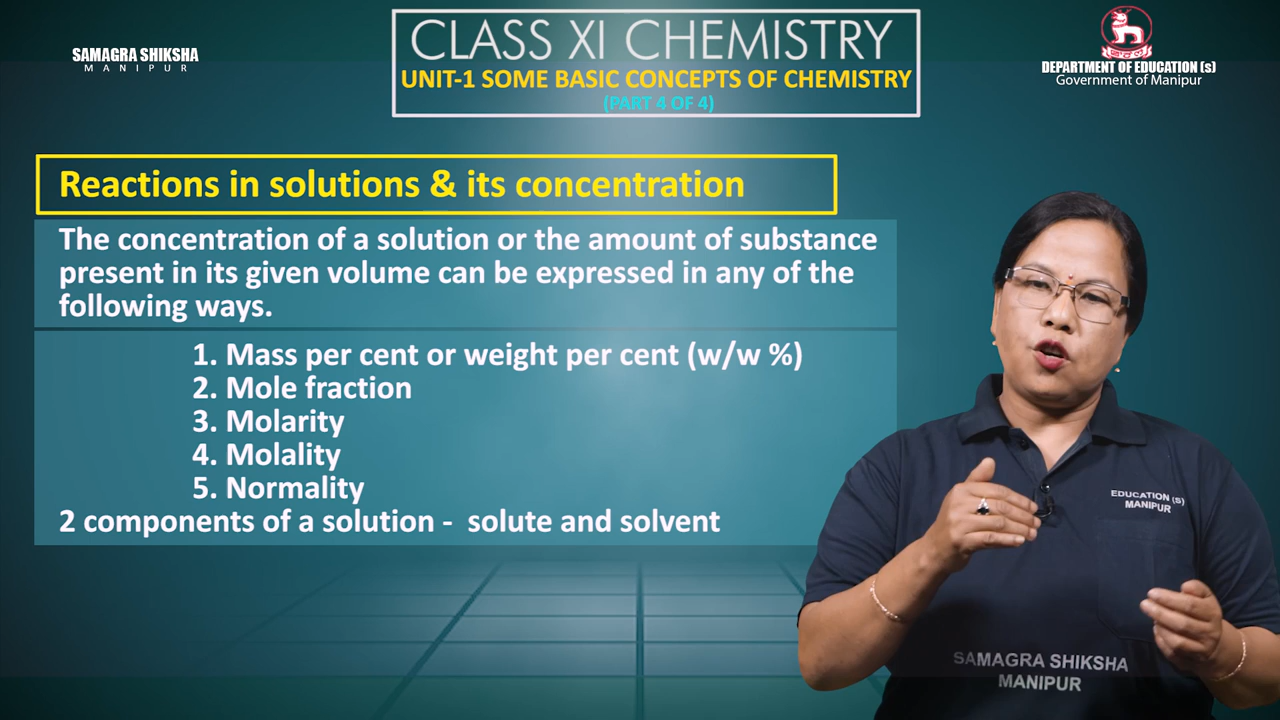 SAMAGRA SHIKSHA
MANIPUR
CLASS XI CHEMISTRY
UNIT-1 SOME BASIC CONCEPTS OF CHEMISTRY
(PART 4 OF 4)
DEPARTMENT OF EDUCATION (s)
Government of Manipur
Reactions in solutions & its concentration
The concentration of a solution or the amount of substance
present in its given volume can be expressed in any of the
following ways.
1. Mass per cent or weight per cent (w/w %)
2. Mole fraction
3. Molarity
4. Molality
5. Normality
2 components of a solution - solute and solvent
EDUCATION (S)
MANIPUR
SAMAGRA SHIKSHA
MANIPUR